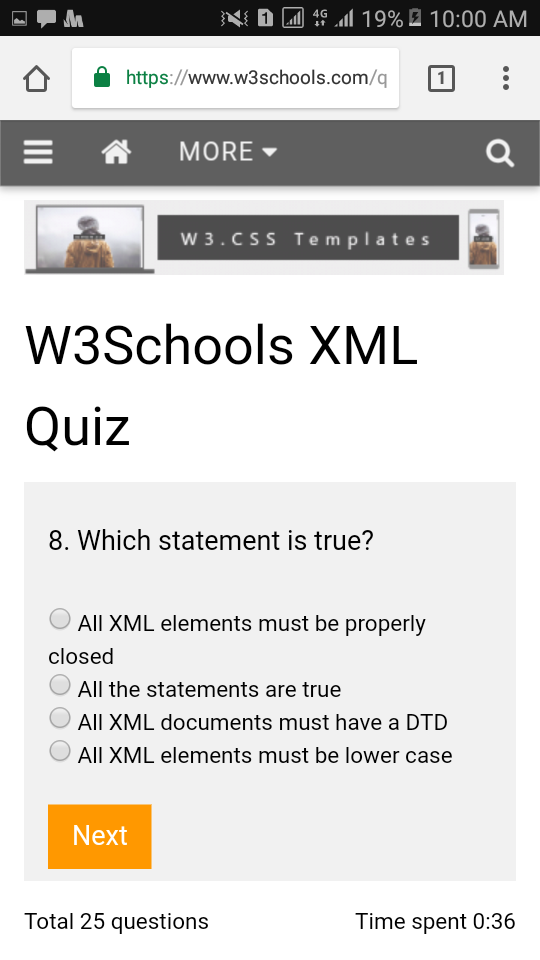 1 4G 19% 10:00 AM
https://www.w3schools.com/q 1
MORE
W3.CSS Templates
W3Schools XML
Quiz
8. Which statement is true?
All XML elements must be properly
closed
All the statements are true
All XML documents must have a DTD
All XML elements must be lower case
Next
Total 25 questions Time spent 0:36